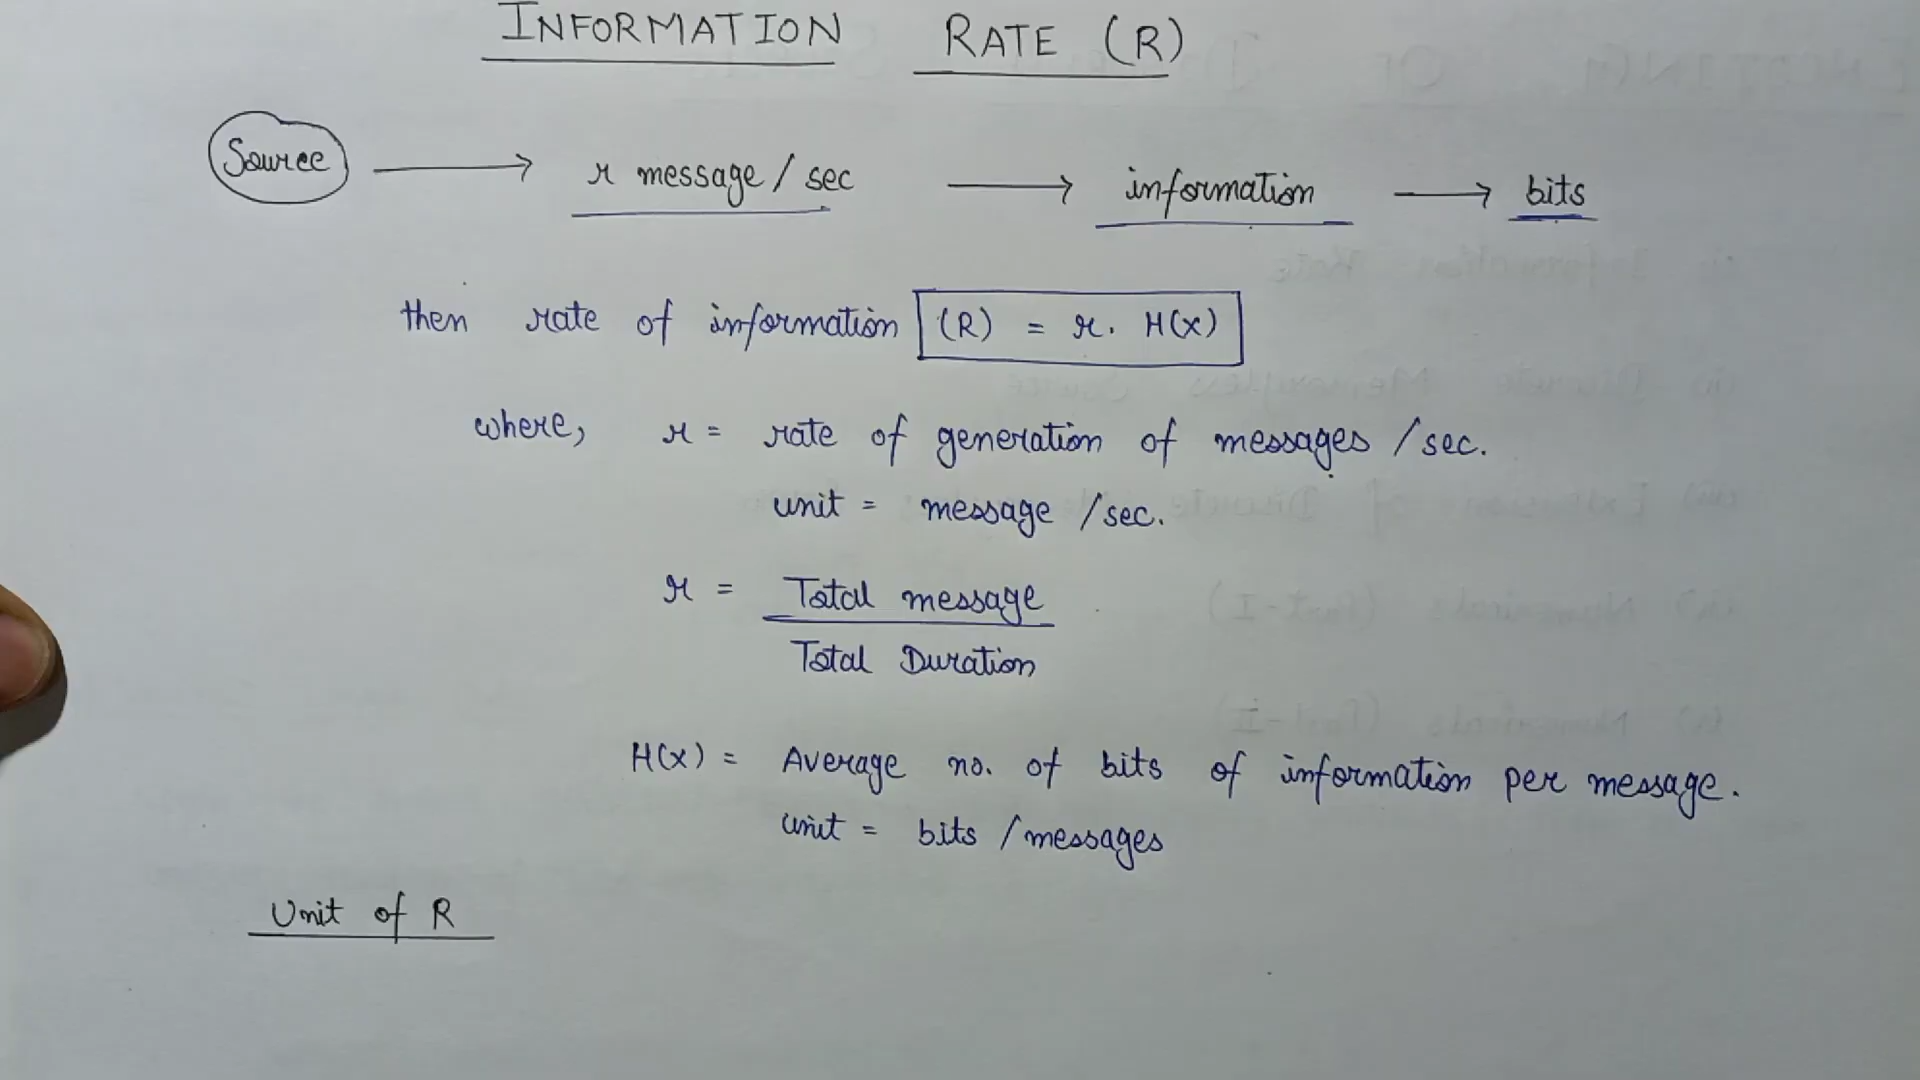 INFORMATION RATE (R)
Source → r message / sec → information → bits
then rate of information (R) = r. H(x)
where, r = rate of generation of messages / sec.
unit = message / sec.
r = Total message
Total Duration
H(x) = Average no. of bits of information per message.
unit = bits / messages
Unit of R